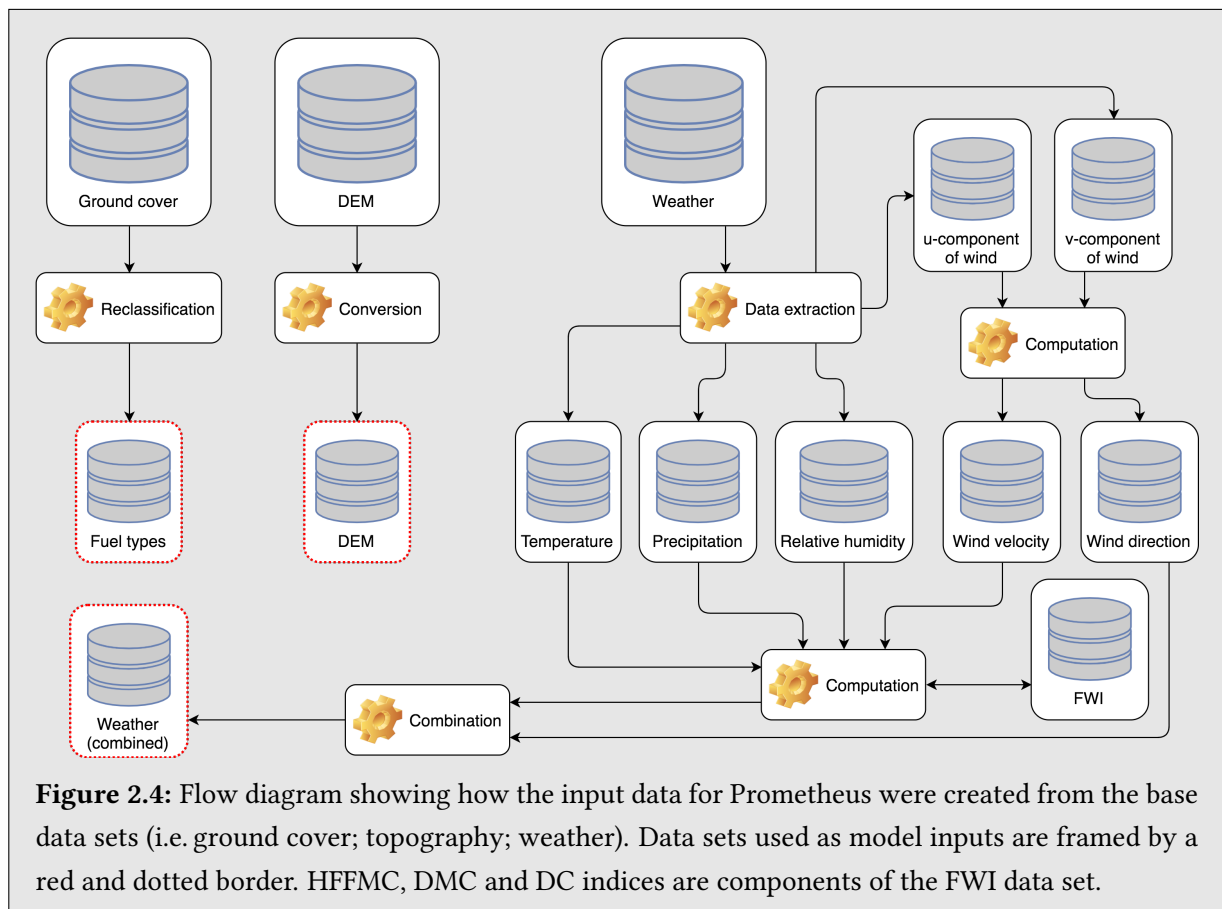 Ground cover
DEM
Weather
u-component
of wind
v-component
of wind
Reclassification
Conversion
Data extraction
Computation
Fuel types
DEM
Temperature
Precipitation
Relative humidity
Wind velocity
Wind direction
Weather
(combined)
Combination
Computation
FWI
Figure 2.4: Flow diagram showing how the input data for Prometheus were created from the base
data sets (i.e. ground cover; topography; weather). Data sets used as model inputs are framed by a
red and dotted border. HFFMC, DMC and DC indices are components of the FWI data set.